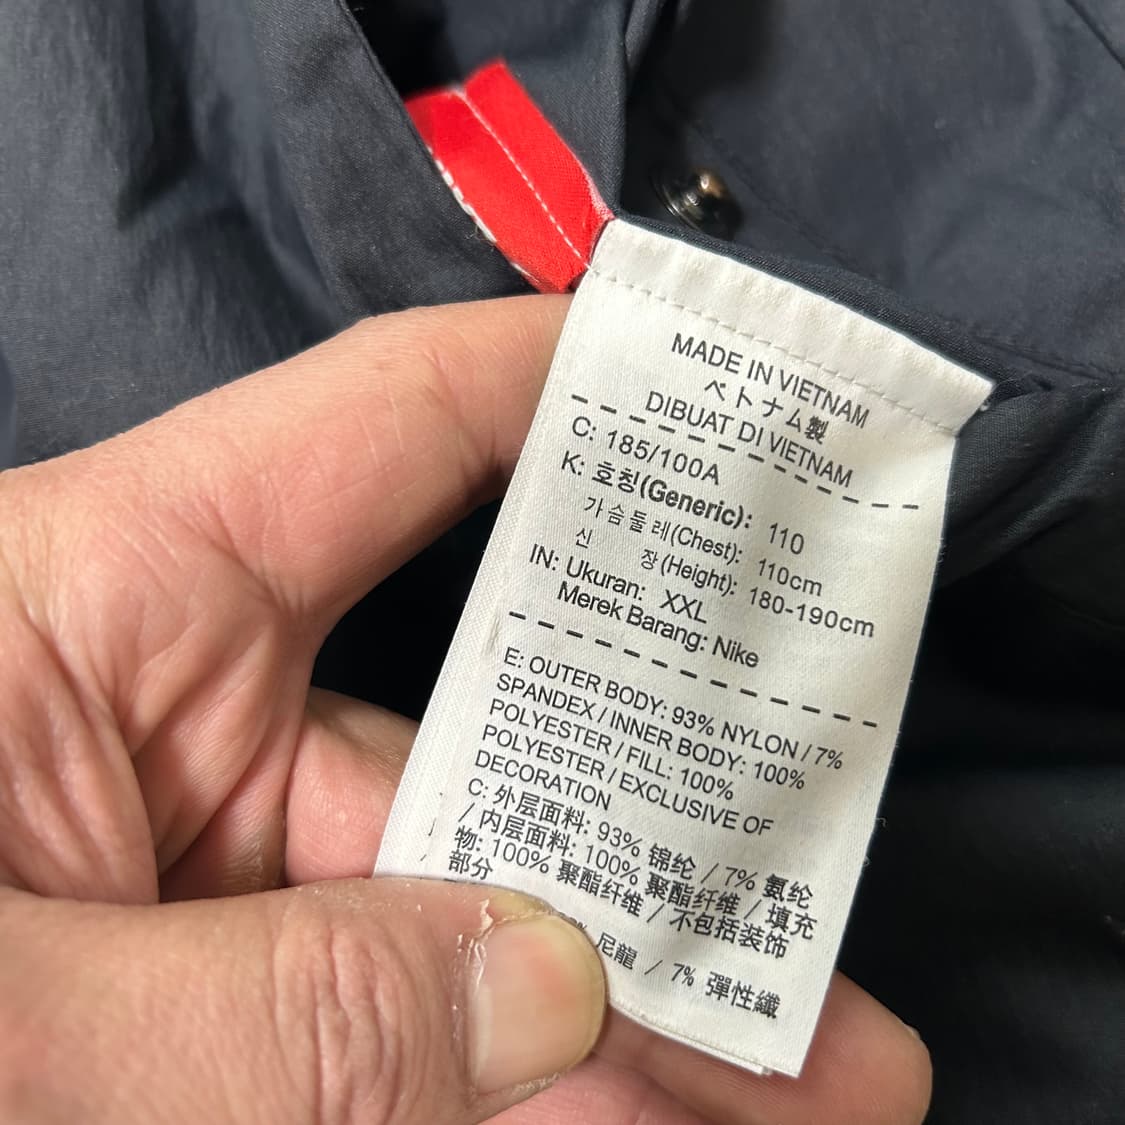 MADE IN VIETNAM
ベトナム製
DIBUAT DI VIETNAM
C: 185/100A
K: 호칭(Generic): 110
가슴둘레(Chest): 110cm
신 장(Height): 180-190cm
IN: Ukuran: XXL
Merek Barang: Nike
E: OUTER BODY: 93% NYLON / 7%
SPANDEX / INNER BODY: 100%
POLYESTER / FILL: 100%
POLYESTER / EXCLUSIVE OF
DECORATION
C: 外层面料: 93% 锦纶 / 7% 氨纶
/ 内层面料: 100% 聚酯纤维 / 填充
物: 100% 聚酯纤维 / 不包括装饰
部分
尼龍 / 7% 彈性纖